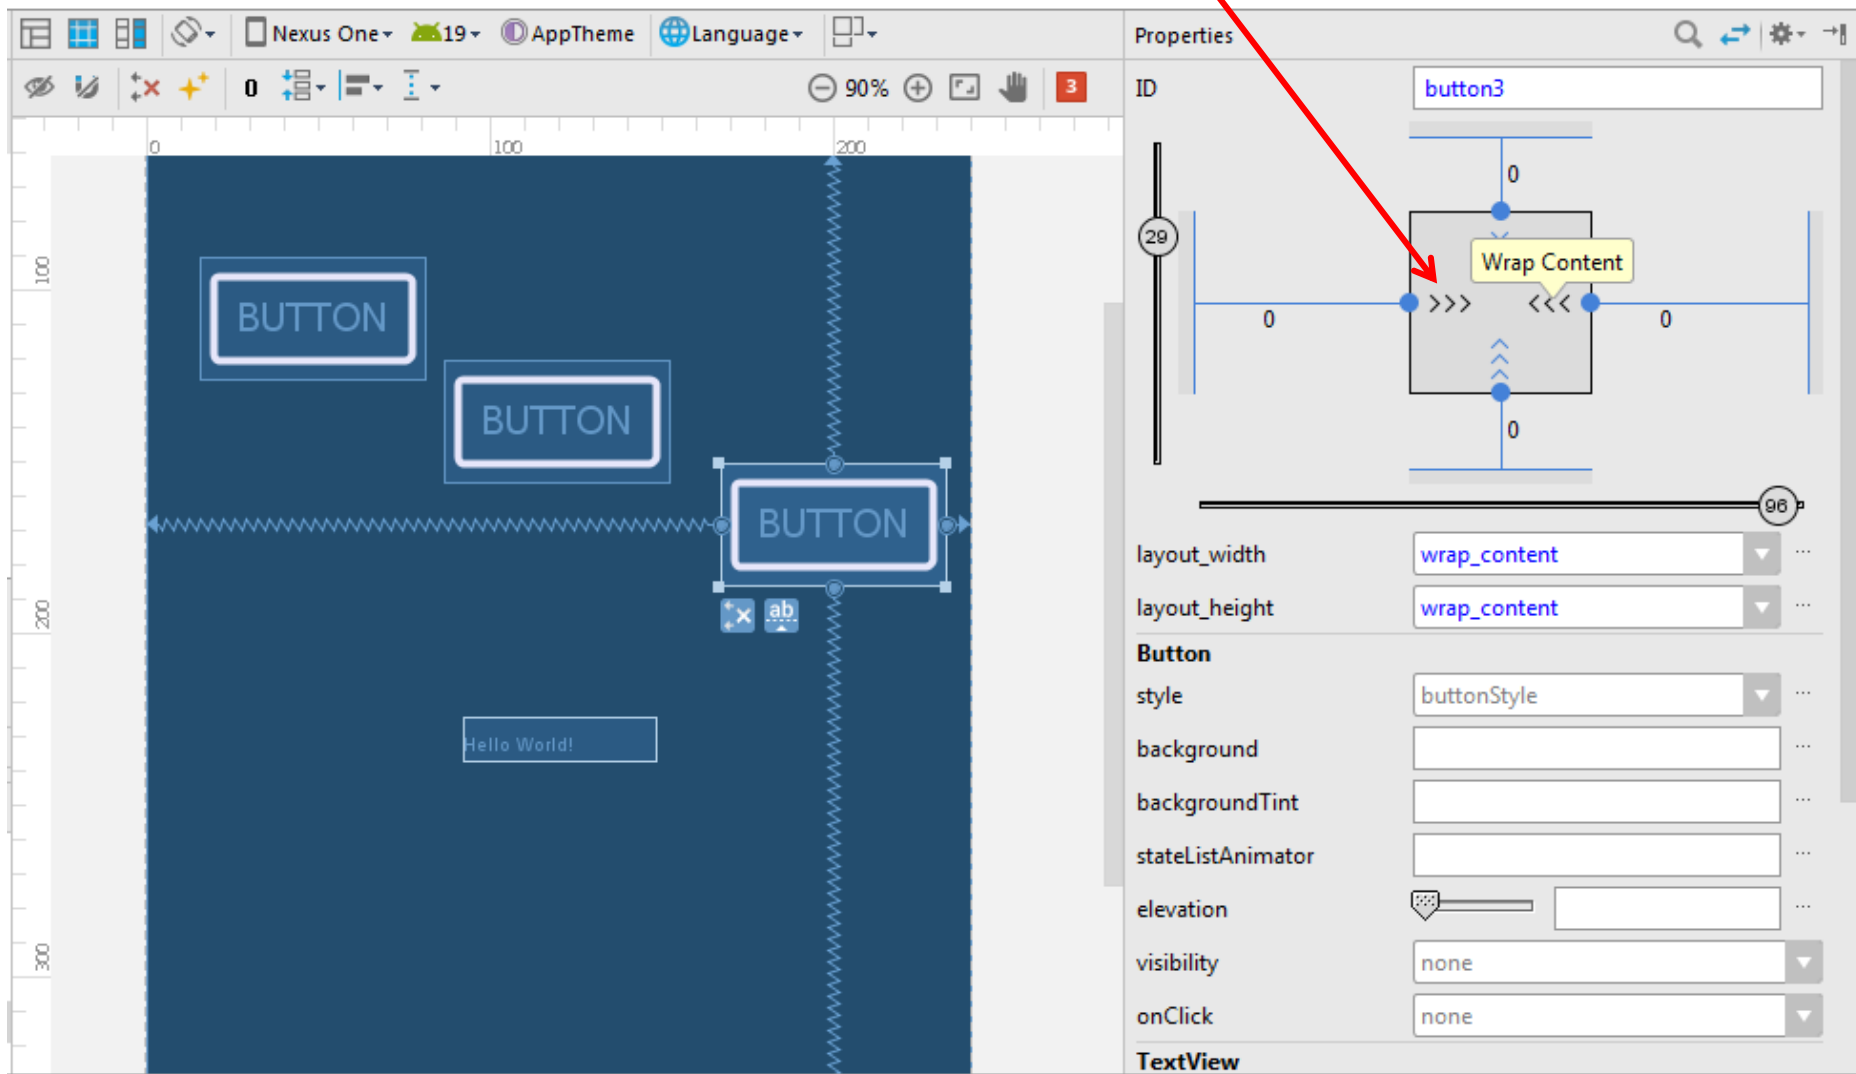 Nexus One 19 AppTheme Language
Properties
0 90% 3
ID button3
0 100 200
100
200
300
BUTTON
BUTTON
BUTTON
ab
Hello World!
0
29
Wrap Content
>>> <<<
0 0
0
96
layout_width wrap_content ...
layout_height wrap_content ...
Button
style buttonStyle ...
background ...
backgroundTint ...
stateListAnimator ...
elevation ...
visibility none
onClick none
TextView